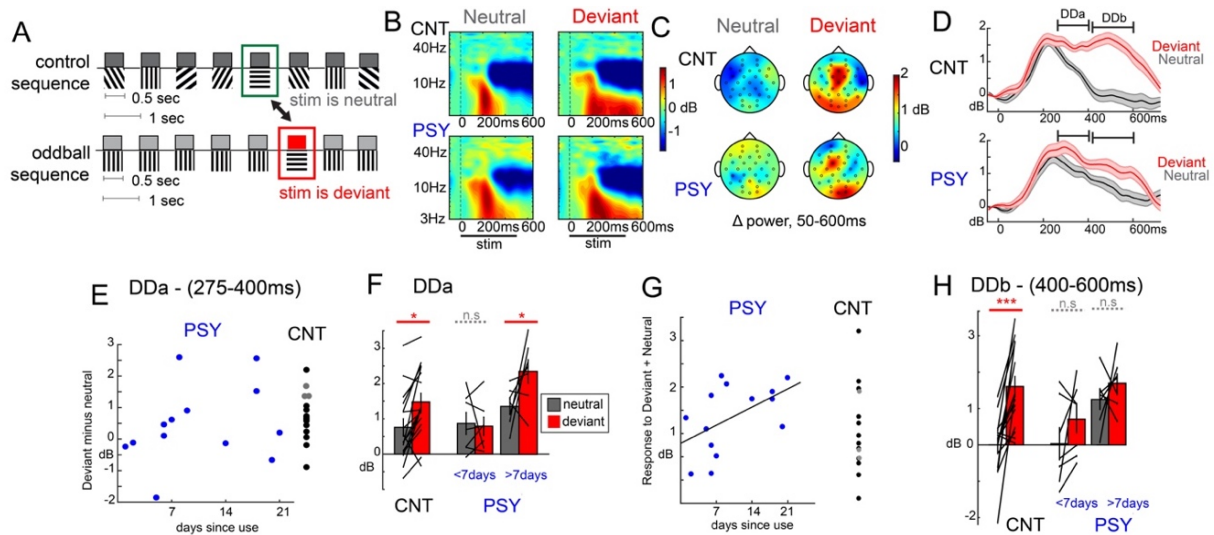 A
control
sequence
0.5 sec
1 sec
stim is neutral
oddball
sequence
0.5 sec
1 sec
stim is deviant
B
CNT
Neutral
Deviant
40Hz
10Hz
0
200ms
600
0
200ms
600
1
0 dB
-1
PSY
40Hz
10Hz
3Hz
0
200ms 600
0
200ms 600
stim
stim
C
Neutral
Deviant
CNT
2
1 dB
0
PSY
Δ power, 50-600ms
D
DDa
DDb
CNT
2
1
0
Deviant
Neutral
0
200
400
600ms
PSY
2
1
0
dB
Deviant
Neutral
0
200
400
600ms
E
DDa - (275-400ms)
PSY
CNT
Deviant minus neutral
3
2
1
0
dB
-1
-2
7
14
21
days since use
F
DDa
*
n.s
*
3
2
1
0
dB
neutral
deviant
<7days
>7days
CNT
PSY
G
PSY
CNT
Response to Deviant + Netural
3
2
1
dB
7
14
21
days since use
H
DDb - (400-600ms)
***
n.s
n.s
2
dB 0
-2
<7days
>7days
CNT
PSY